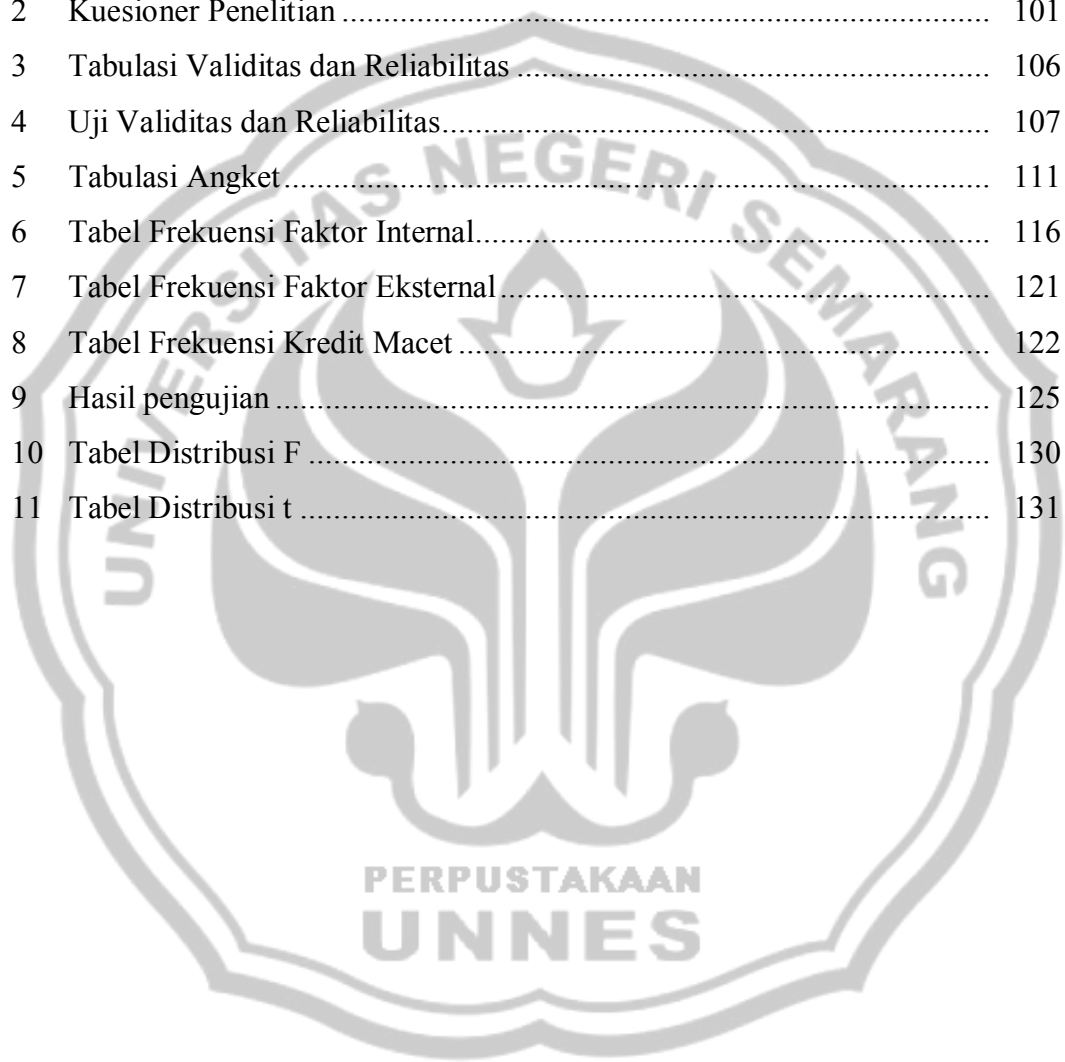 2 Kuesioner Penelitian ........................................................................ 101
3 Tabulasi Validitas dan Reliabilitas ........................................................................ 106
4 Uji Validitas dan Reliabilitas ........................................................................ 107
5 Tabulasi Angket ........................................................................ 111
6 Tabel Frekuensi Faktor Internal ........................................................................ 116
7 Tabel Frekuensi Faktor Eksternal ........................................................................ 121
8 Tabel Frekuensi Kredit Macet ........................................................................ 122
9 Hasil pengujian ........................................................................ 125
10 Tabel Distribusi F ........................................................................ 130
11 Tabel Distribusi t ........................................................................ 131
UNIVERSITAS NEGERI SEMARANG
PERPUSTAKAAN
UNNES